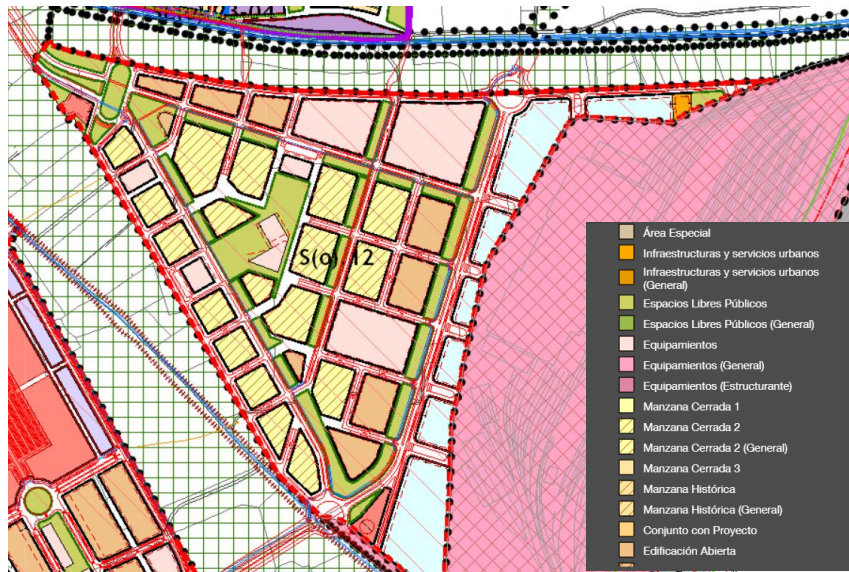 S(o) 12
Área Especial
Infraestructuras y servicios urbanos
Infraestructuras y servicios urbanos
(General)
Espacios Libres Públicos
Espacios Libres Públicos (General)
Equipamientos
Equipamientos (General)
Equipamientos (Estructurante)
Manzana Cerrada 1
Manzana Cerrada 2
Manzana Cerrada 2 (General)
Manzana Cerrada 3
Manzana Histórica
Manzana Histórica (General)
Conjunto con Proyecto
Edificación Abierta